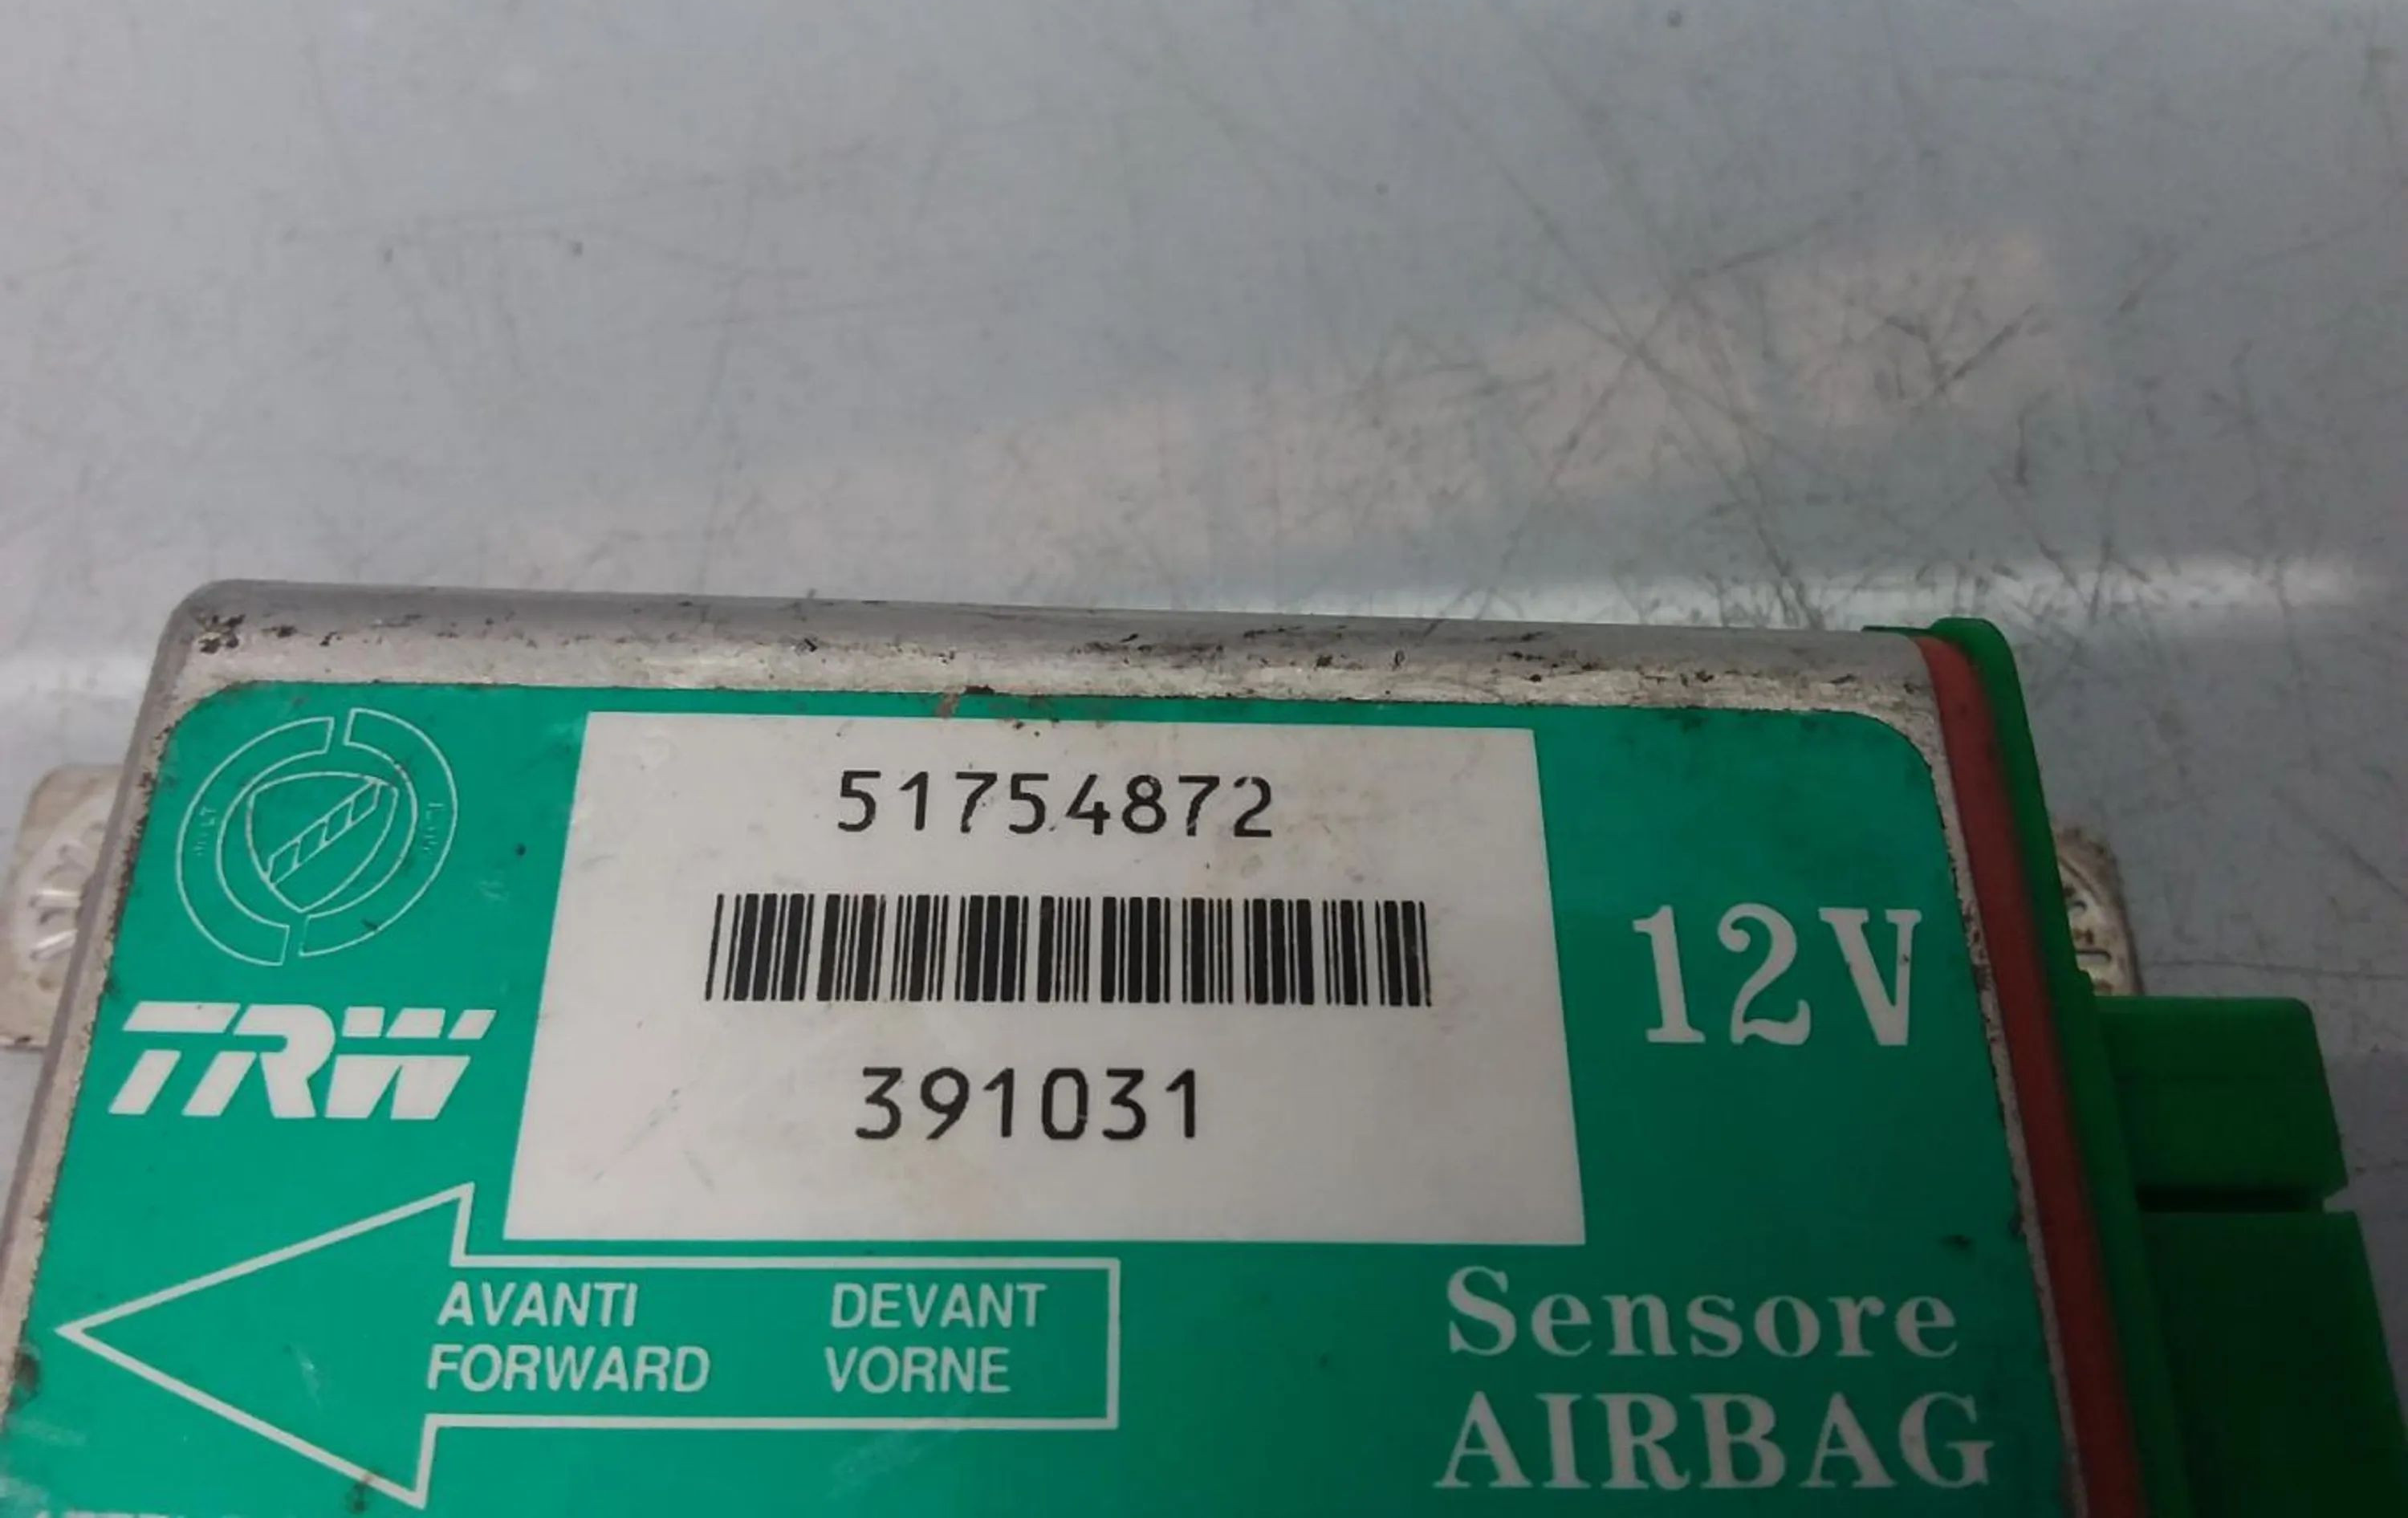 51754872
391031
TRW
12V
AVANTI DEVANT
FORWARD VORNE
Sensore
AIRBAG